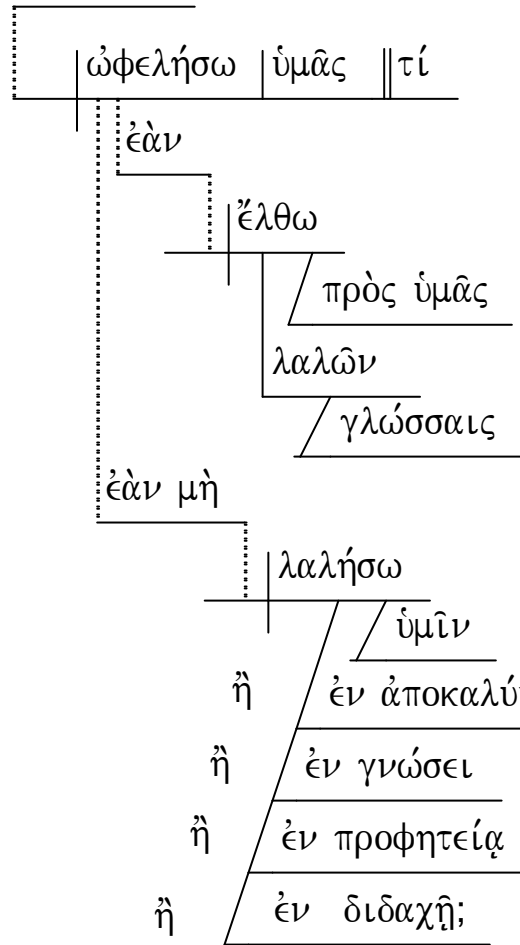 ὠφελήσω ὑμᾶς τί
ἐὰν
ἔλθω
πρὸς ὑμᾶς
λαλῶν
γλώσσαις
ἐὰν μὴ
λαλήσω
ὑμῖν
ἢ ἐν
ἢ ἐν γνώσει
ἢ ἐν προφητείᾳ
ἢ ἐν διδαχῇ;